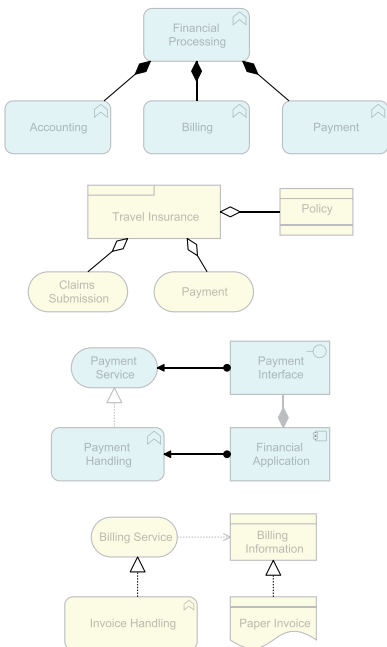 Financial
Processing
Accounting
Billing
Payment
Travel Insurance
Policy
Claims
Submission
Payment
Payment
Service
Payment
Interface
Payment
Handling
Financial
Application
Billing Service
Billing
Information
Invoice Handling
Paper Invoice